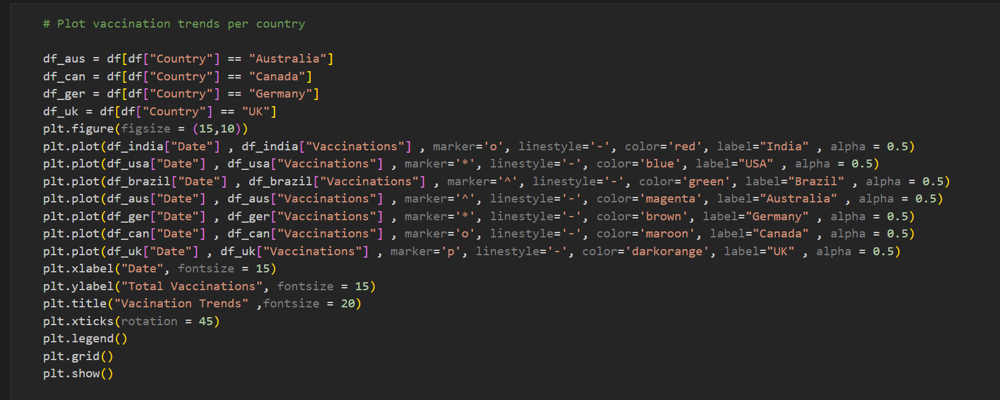 # Plot vaccination trends per country
df_aus = df[df["Country"] == "Australia"]
df_can = df[df["Country"] == "Canada"]
df_ger = df[df["Country"] == "Germany"]
df_uk = df[df["Country"] == "UK"]
plt.figure(figsize = (15,10))
plt.plot(df_india["Date"] , df_india["Vaccinations"] , marker='o', linestyle='-', color='red', label="India" , alpha = 0.5)
plt.plot(df_usa["Date"] , df_usa["Vaccinations"] , marker='*', linestyle='-', color='blue', label="USA" , alpha = 0.5)
plt.plot(df_brazil["Date"] , df_brazil["Vaccinations"] , marker='^', linestyle='-', color='green', label="Brazil" , alpha = 0.5)
plt.plot(df_aus["Date"] , df_aus["Vaccinations"] , marker='^', linestyle='-', color='magenta', label="Australia" , alpha = 0.5)
plt.plot(df_ger["Date"] , df_ger["Vaccinations"] , marker='*', linestyle='-', color='brown', label="Germany" , alpha = 0.5)
plt.plot(df_can["Date"] , df_can["Vaccinations"] , marker='o', linestyle='-', color='maroon', label="Canada" , alpha = 0.5)
plt.plot(df_uk["Date"] , df_uk["Vaccinations"] , marker='p', linestyle='-', color='darkorange', label="UK" , alpha = 0.5)
plt.xlabel("Date", fontsize = 15)
plt.ylabel("Total Vaccinations", fontsize = 15)
plt.title("Vacination Trends" ,fontsize = 20)
plt.xticks(rotation = 45)
plt.legend()
plt.grid()
plt.show()